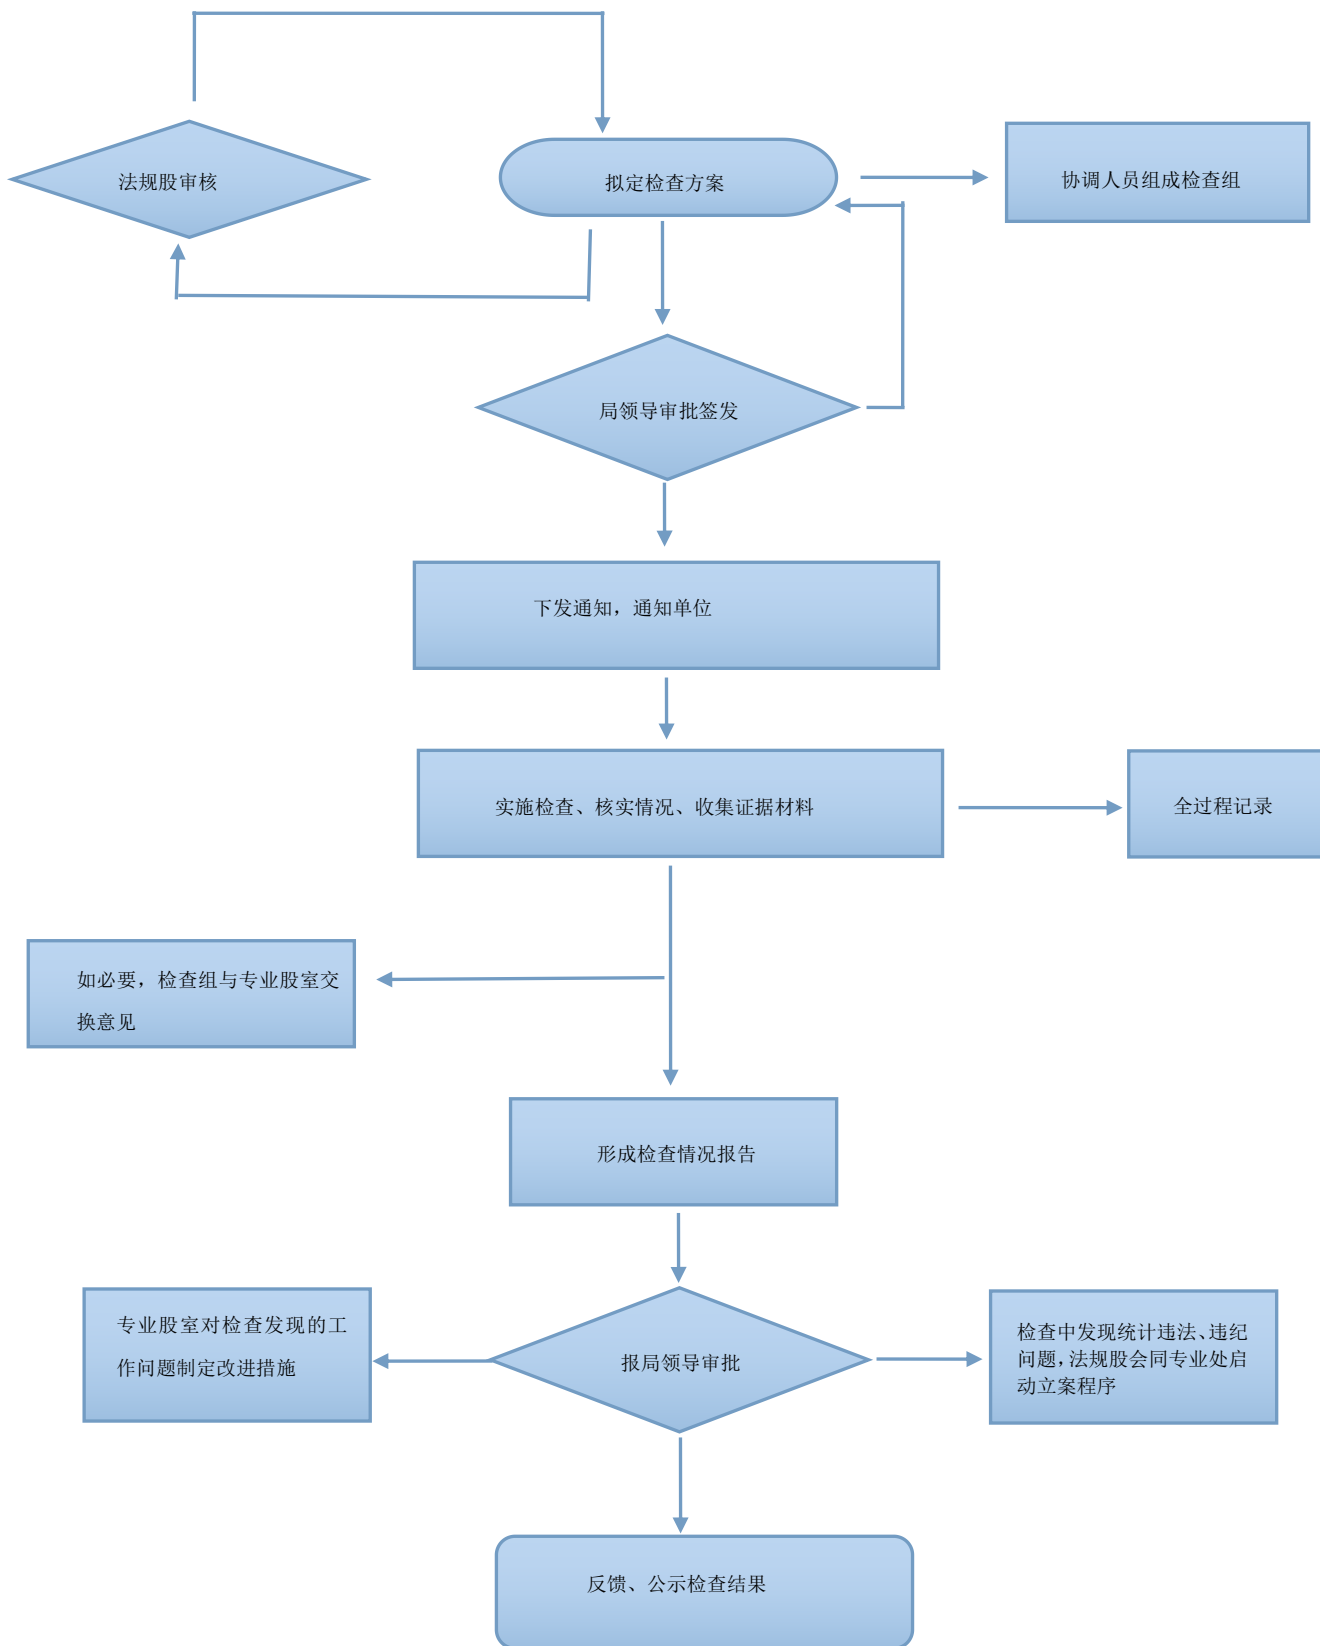 法规股审核
拟定检查方案
协调人员组成检查组
局领导审批签发
下发通知，通知单位
实施检查、核实情况、收集证据材料
全过程记录
如必要，检查组与专业股室交
换意见
形成检查情况报告
专业股室对检查发现的工
作问题制定改进措施
报局领导审批
检查中发现统计违法、违纪
问题，法规股会同专业处启
动立案程序
反馈、公示检查结果